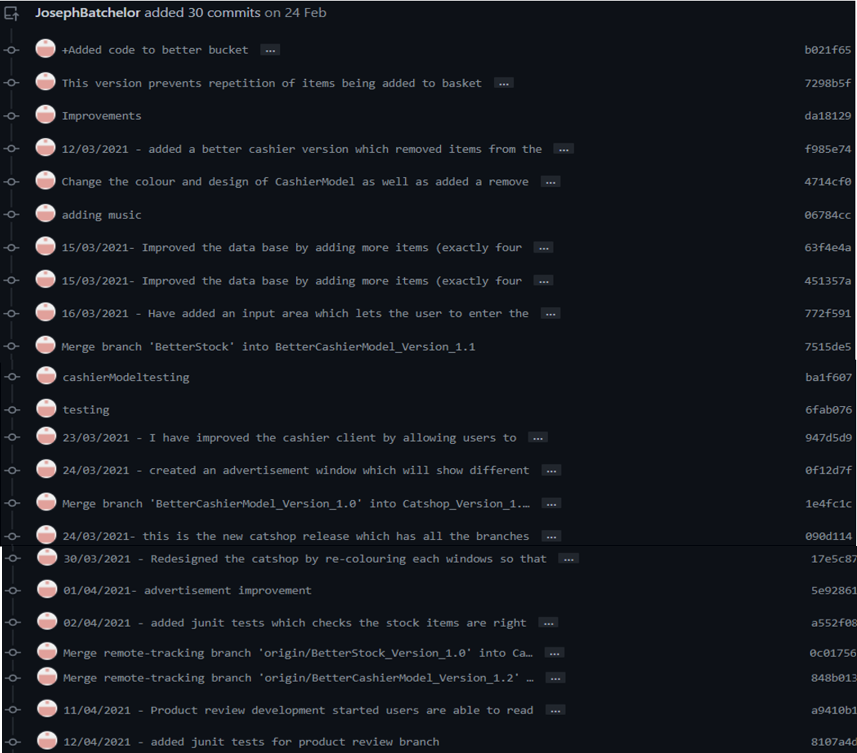 JosephBatchelor added 30 commits on 24 Feb
+Added code to better bucket ... b021f65
This version prevents repetition of items being added to basket ... 7298b5f
Improvements da18129
12/03/2021 - added a better cashier version which removed items from the ... f985e74
Change the colour and design of CashierModel as well as added a remove ... 4714cf0
adding music 06784cc
15/03/2021- Improved the data base by adding more items (exactly four ... 63f4e4a
15/03/2021- Improved the data base by adding more items (exactly four ... 451357a
16/03/2021 - Have added an input area which lets the user to enter the ... 772f591
Merge branch 'BetterStock' into BetterCashierModel_Version_1.1 7515de5
cashierModeltesting ba1f607
testing 6fab076
23/03/2021 - I have improved the cashier client by allowing users to ... 947d5d9
24/03/2021 - created an advertisement window which will show different ... 0f12d7f
Merge branch 'BetterCashierModel_Version_1.0' into Catshop_Version_1.… ... 1e4fc1c
24/03/2021- this is the new catshop release which has all the branches ... 090d114
30/03/2021 - Redesigned the catshop by re-colouring each windows so that ... 17e5c87
01/04/2021- advertisement improvement 5e92861
02/04/2021 - added junit tests which checks the stock items are right ... a552f08
Merge remote-tracking branch 'origin/BetterStock_Version_1.0' into Ca… ... 0c01756
Merge remote-tracking branch 'origin/BetterCashierModel_Version_1.2' … ... 848b013
11/04/2021 - Product review development started users are able to read ... a9410b1
12/04/2021 - added junit tests for product review branch 8107a4d